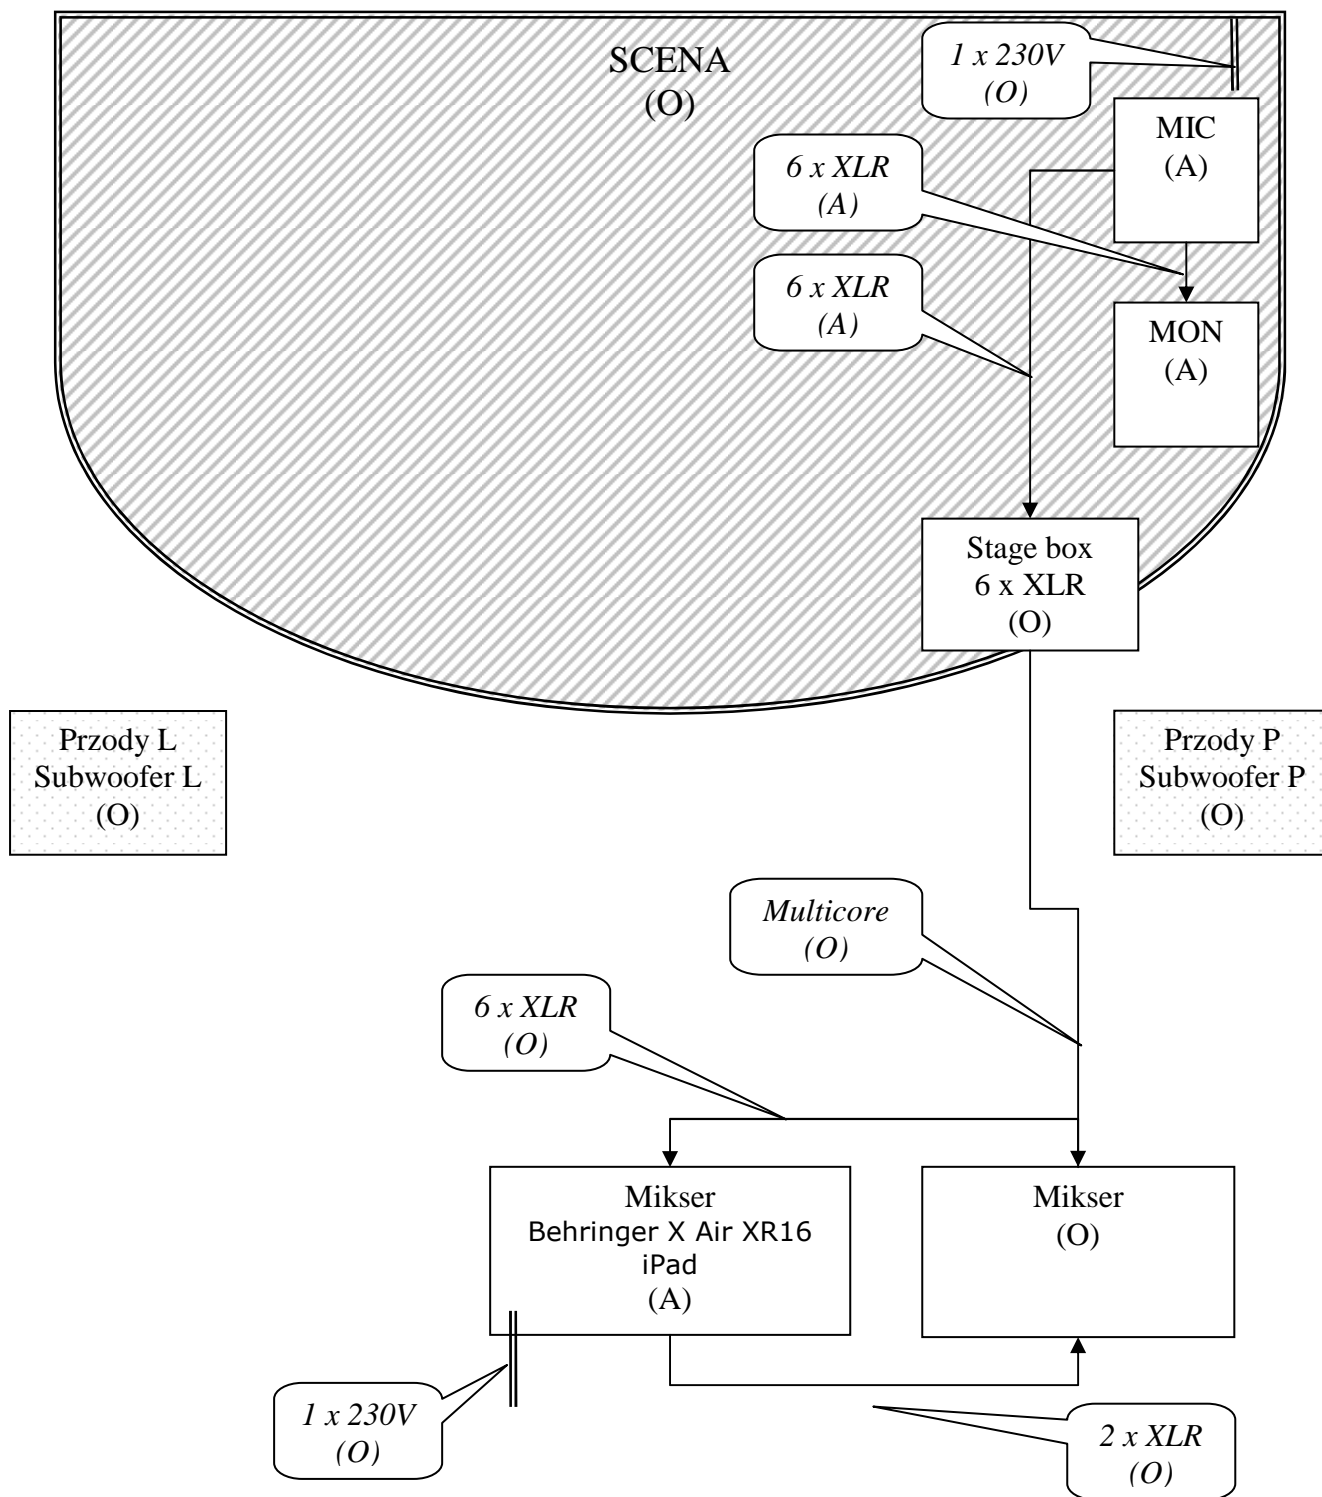 SCENA
(O)
1 x 230V
(O)
MIC
(A)
6 x XLR
(A)
6 x XLR
(A)
MON
(A)
Stage box
6 x XLR
(O)
Przody L
Subwoofer L
(O)
Przody P
Subwoofer P
(O)
Multicore
(O)
6 x XLR
(O)
Mikser
Behringer X Air XR16
iPad
(A)
Mikser
(O)
1 x 230V
(O)
2 x XLR
(O)